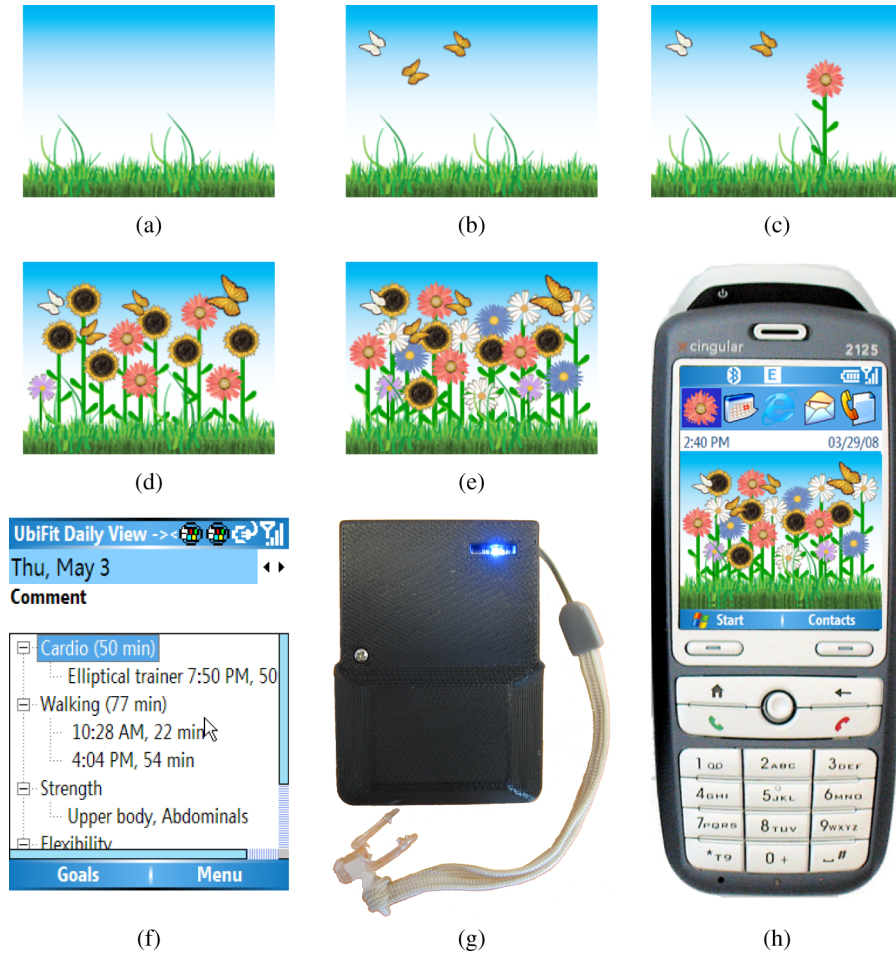 (a)
(b)
(c)
(d)
(e)
cingular
2125
E
2:40 PM 03/29/08
Start Contacts
1
2ABC
3DEF
4GHI
5JKL
6MNO
7PQRS
8TUV
9WXYZ
*T9
0 +
#
UbiFit Daily View -><
Thu, May 3
Comment
Cardio (50 min)
Elliptical trainer 7:50 PM, 50
Walking (77 min)
10:28 AM, 22 min
4:04 PM, 54 min
Strength
Upper body, Abdominals
Flexibility
Goals Menu
(f)
(g)
(h)